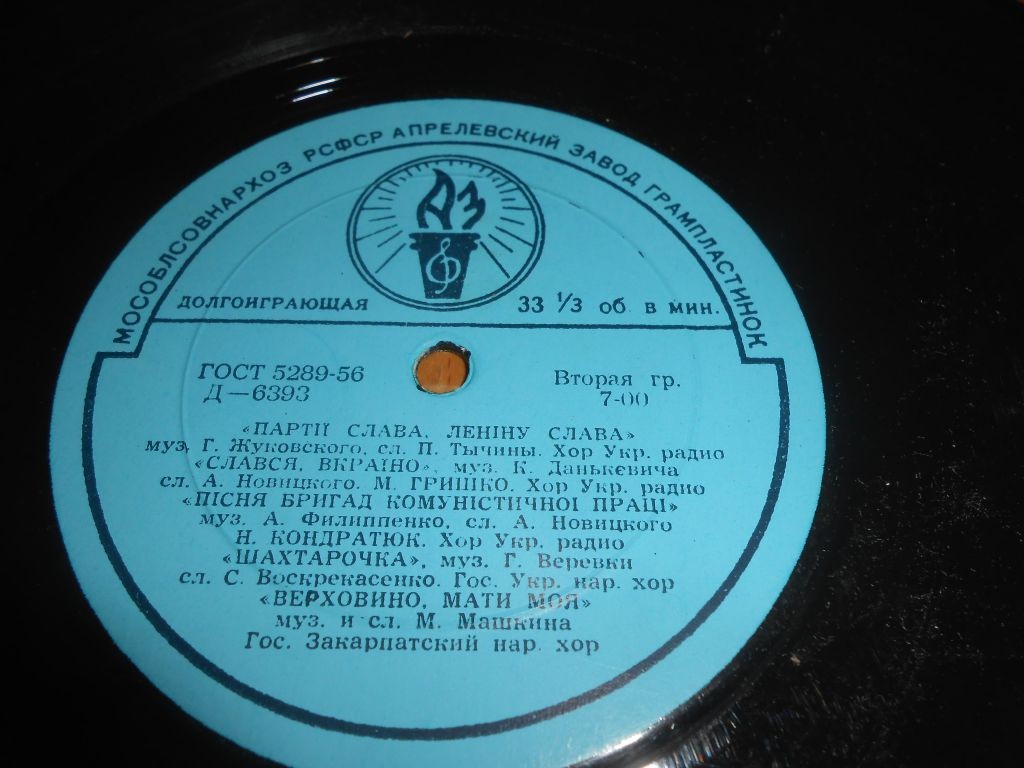 МОСОБЛСОВНАРХОЗ РСФСР АПРЕЛЕВСКИЙ ЗАВОД ГРАМПЛАСТИНОК
АЗ
ДОЛГОИГРАЮЩАЯ 33 1/3 об. в мин.
ГОСТ 5289-56 Вторая гр.
Д—6393 7-00
«ПАРТІЇ СЛАВА, ЛЕНІНУ СЛАВА»
муз. Г. Жуковского, сл. П. Тычины. Хор Укр. радио
«СЛАВСЯ, ВКРАЇНО», муз. К. Данькевича
сл. А. Новицкого. М. ГРИШКО. Хор Укр. радио
«ПІСНЯ БРИГАД КОМУНІСТИЧНОЇ ПРАЦІ»
муз. А. Филиппенко, сл. А. Новицкого
Н. КОНДРАТЮК. Хор Укр. радио
«ШАХТАРОЧКА», муз. Г. Веревки
сл. С. Воскрекасенко. Гос. Укр. нар. хор
«ВЕРХОВИНО, МАТИ МОЯ»
муз. и сл. М. Машкина
Гос. Закарпатский нар. хор